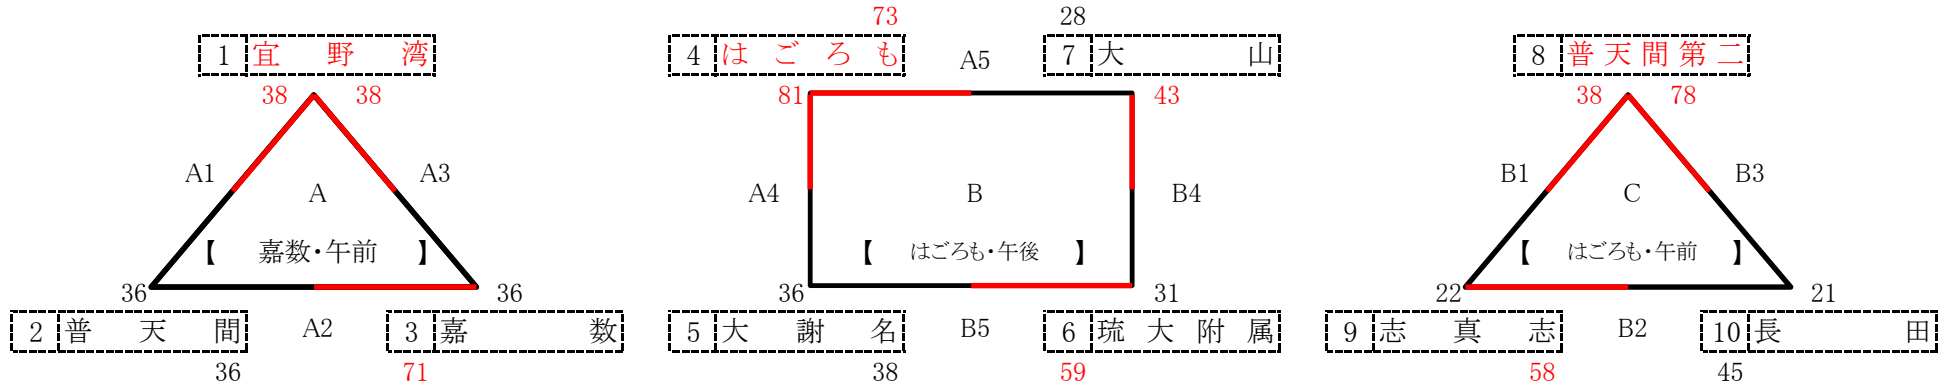 73 28
1 宜野湾 4 はごろも A5 7 大山 8 普天間第二
38 38 81 43 38 78
A1 A3 B1 B3
A A4 B B4 C
【 嘉数・午前 】 【 はごろも・午後 】 【 はごろも・午前 】
36 36 36 31 22 21
2 普天間 A2 3 嘉数 5 大謝名 B5 6 琉大附属 9 志真志 B2 10 長田
36 71 38 59 58 45